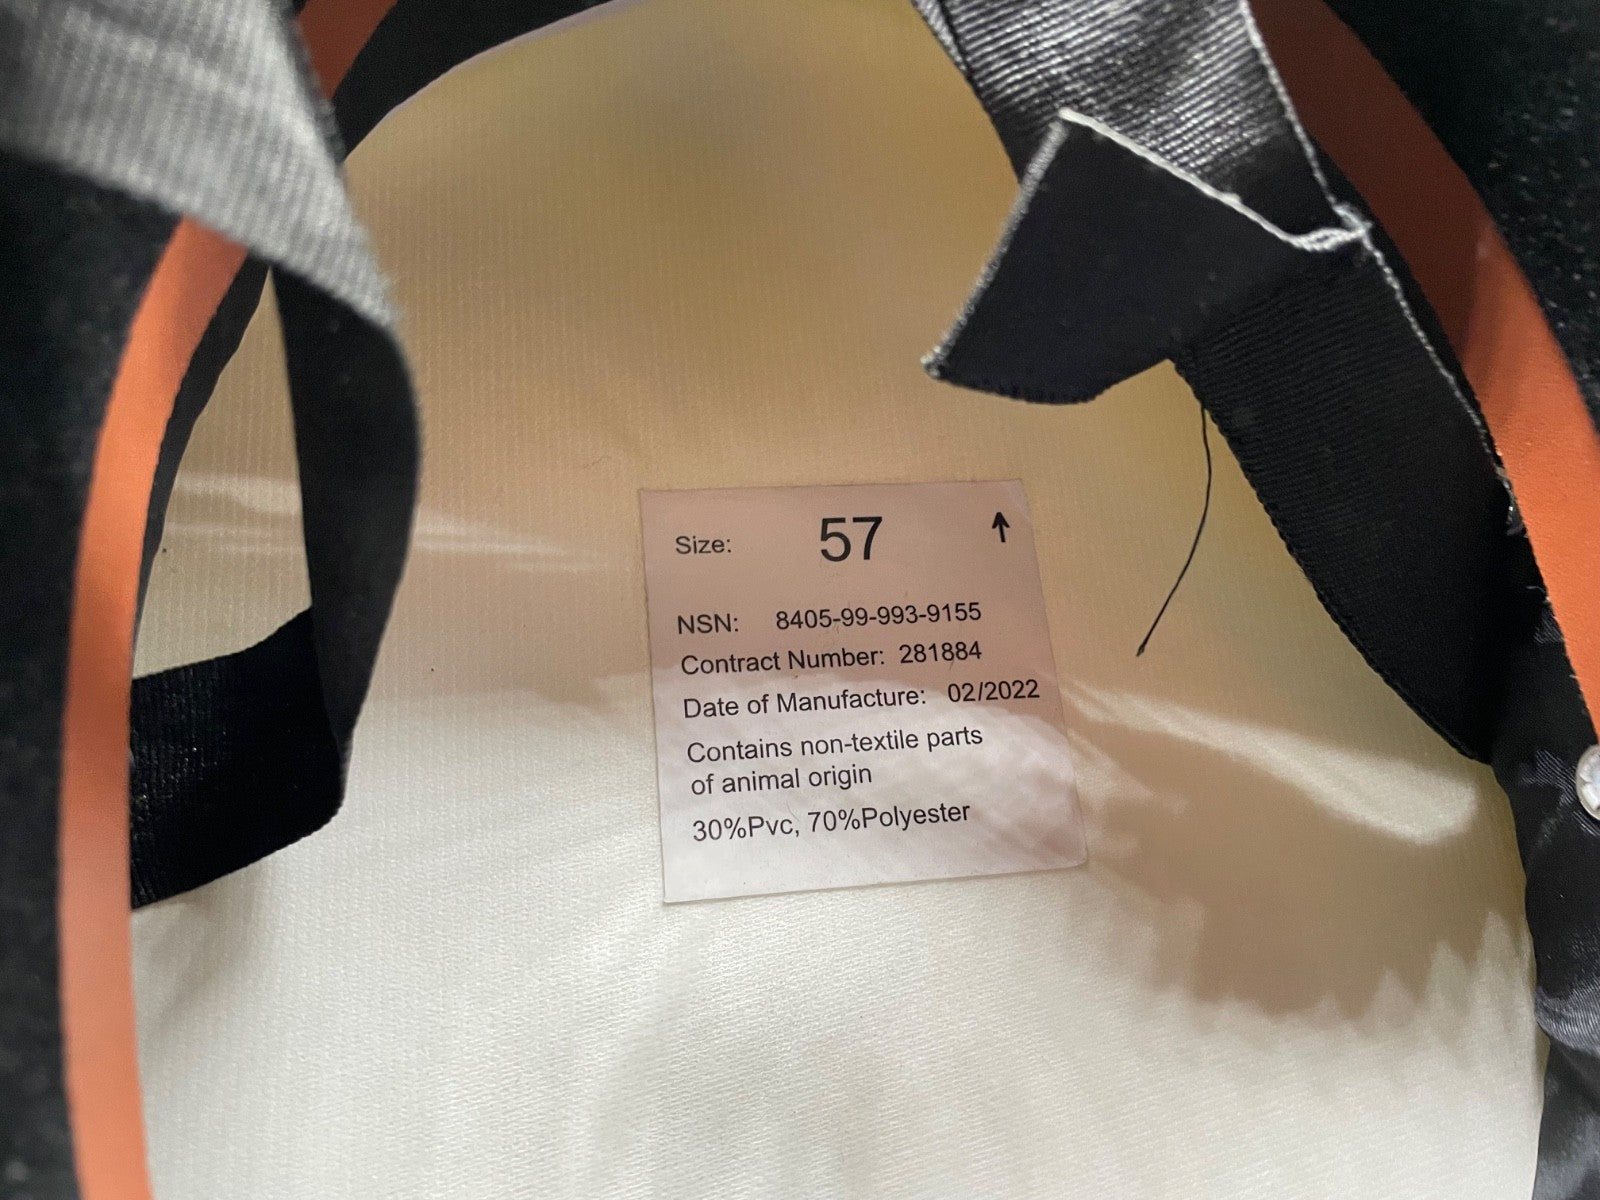 Size: 57 ↑
NSN: 8405-99-993-9155
Contract Number: 281884
Date of Manufacture: 02/2022
Contains non-textile parts
of animal origin
30%Pvc, 70%Polyester